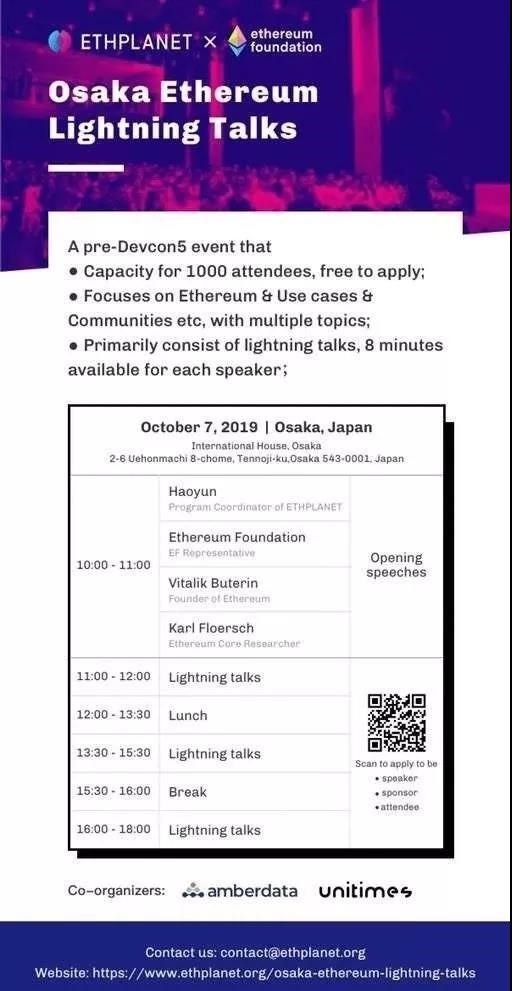 ETHPLANET × ethereum foundation
Osaka Ethereum
Lightning Talks
A pre-Devcon5 event that
● Capacity for 1000 attendees, free to apply;
● Focuses on Ethereum & Use cases &
Communities etc, with multiple topics;
● Primarily consist of lightning talks, 8 minutes
available for each speaker;
October 7, 2019 | Osaka, Japan
International House, Osaka
2-6 Uehonmachi 8-chome, Tennoji-ku,Osaka 543-0001, Japan
10:00 - 11:00
Haoyun
Program Coordinator of ETHPLANET
Ethereum Foundation
EF Representative
Vitalik Buterin
Founder of Ethereum
Karl Floersch
Ethereum Core Researcher
Opening
speeches
11:00 - 12:00 Lightning talks
12:00 - 13:30 Lunch
13:30 - 15:30 Lightning talks
15:30 - 16:00 Break
16:00 - 18:00 Lightning talks
Scan to apply to be
• speaker
• sponsor
• attendee
Co-organizers: amberdata unitimes
Contact us: contact@ethplanet.org
Website: https://www.ethplanet.org/osaka-ethereum-lightning-talks